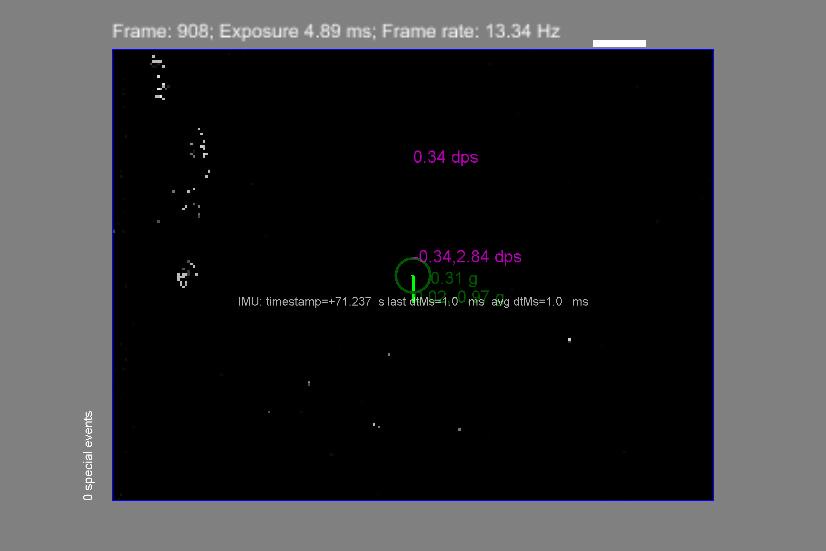 Frame: 908; Exposure 4.89 ms; Frame rate: 13.34 Hz
0.34 dps
-0.34,2.84 dps
0.31 g
IMU: timestamp=+71.237 s last dtMs=1.0 ms avg dtMs=1.0 ms
0 special events